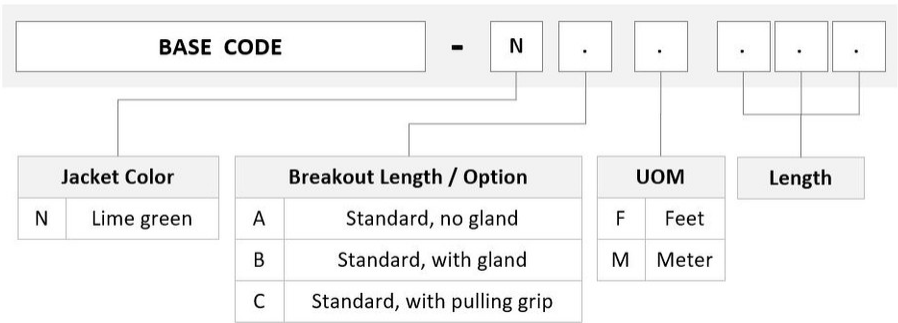 BASE CODE - N . . . . .
Jacket Color
N Lime green
Breakout Length / Option
A Standard, no gland
B Standard, with gland
C Standard, with pulling grip
UOM
F Feet
M Meter
Length